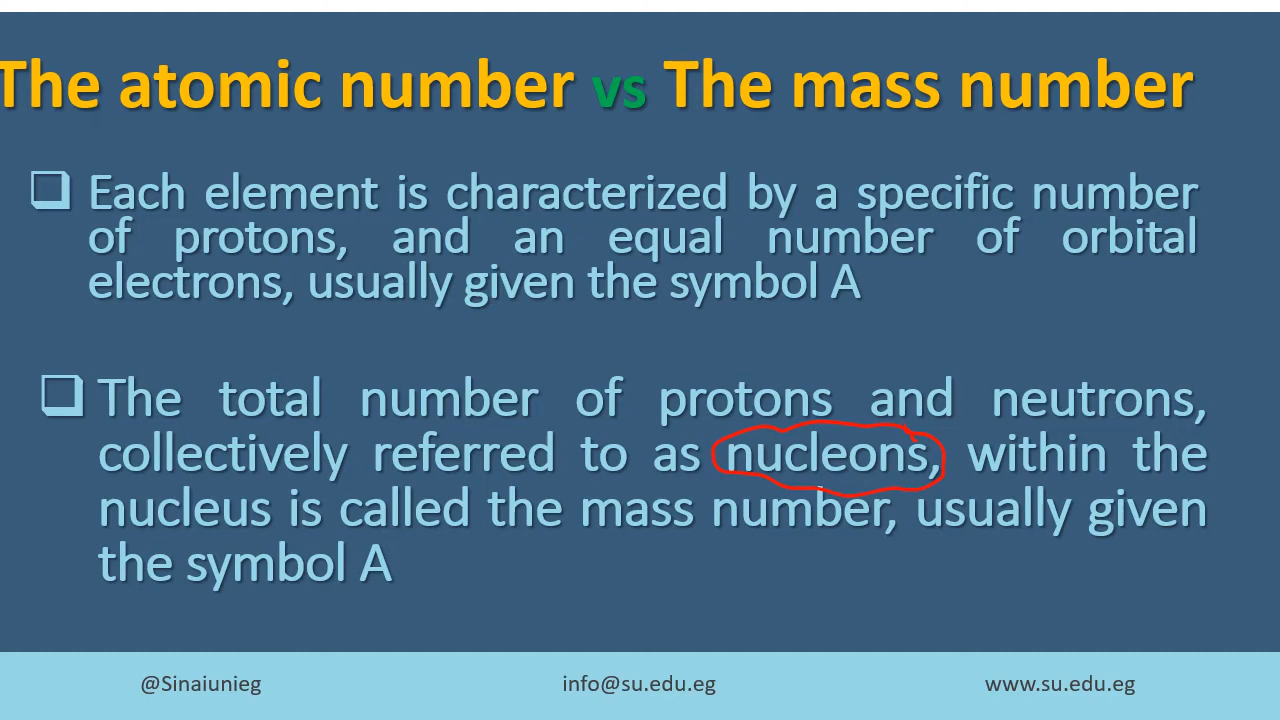 The atomic number vs The mass number
Each element is characterized by a specific number
of protons, and an equal number of orbital
electrons, usually given the symbol A
The total number of protons and neutrons,
collectively referred to as nucleons, within the
nucleus is called the mass number, usually given
the symbol A
@Sinaiunieg info@su.edu.eg www.su.edu.eg